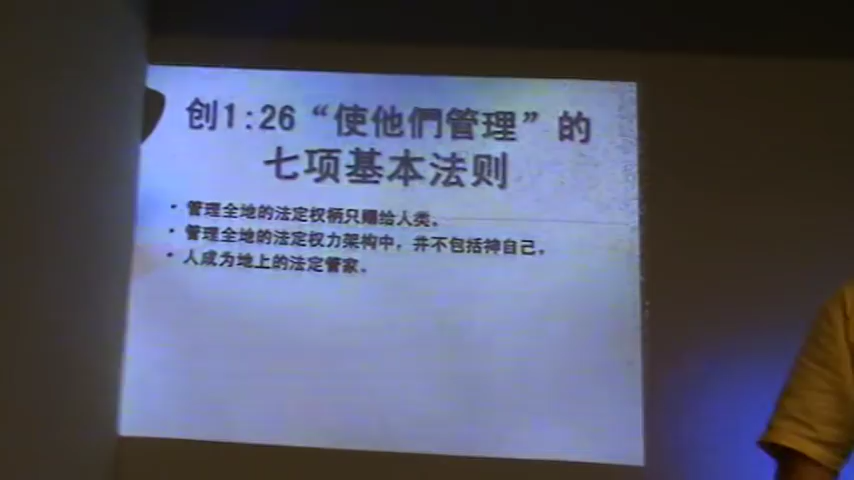 创1:26“使他們管理”的
七项基本法则
• 管理全地的法定权柄只赐给人类。
• 管理全地的法定权力架构中，并不包括神自己。
• 人成为地上的法定管家。